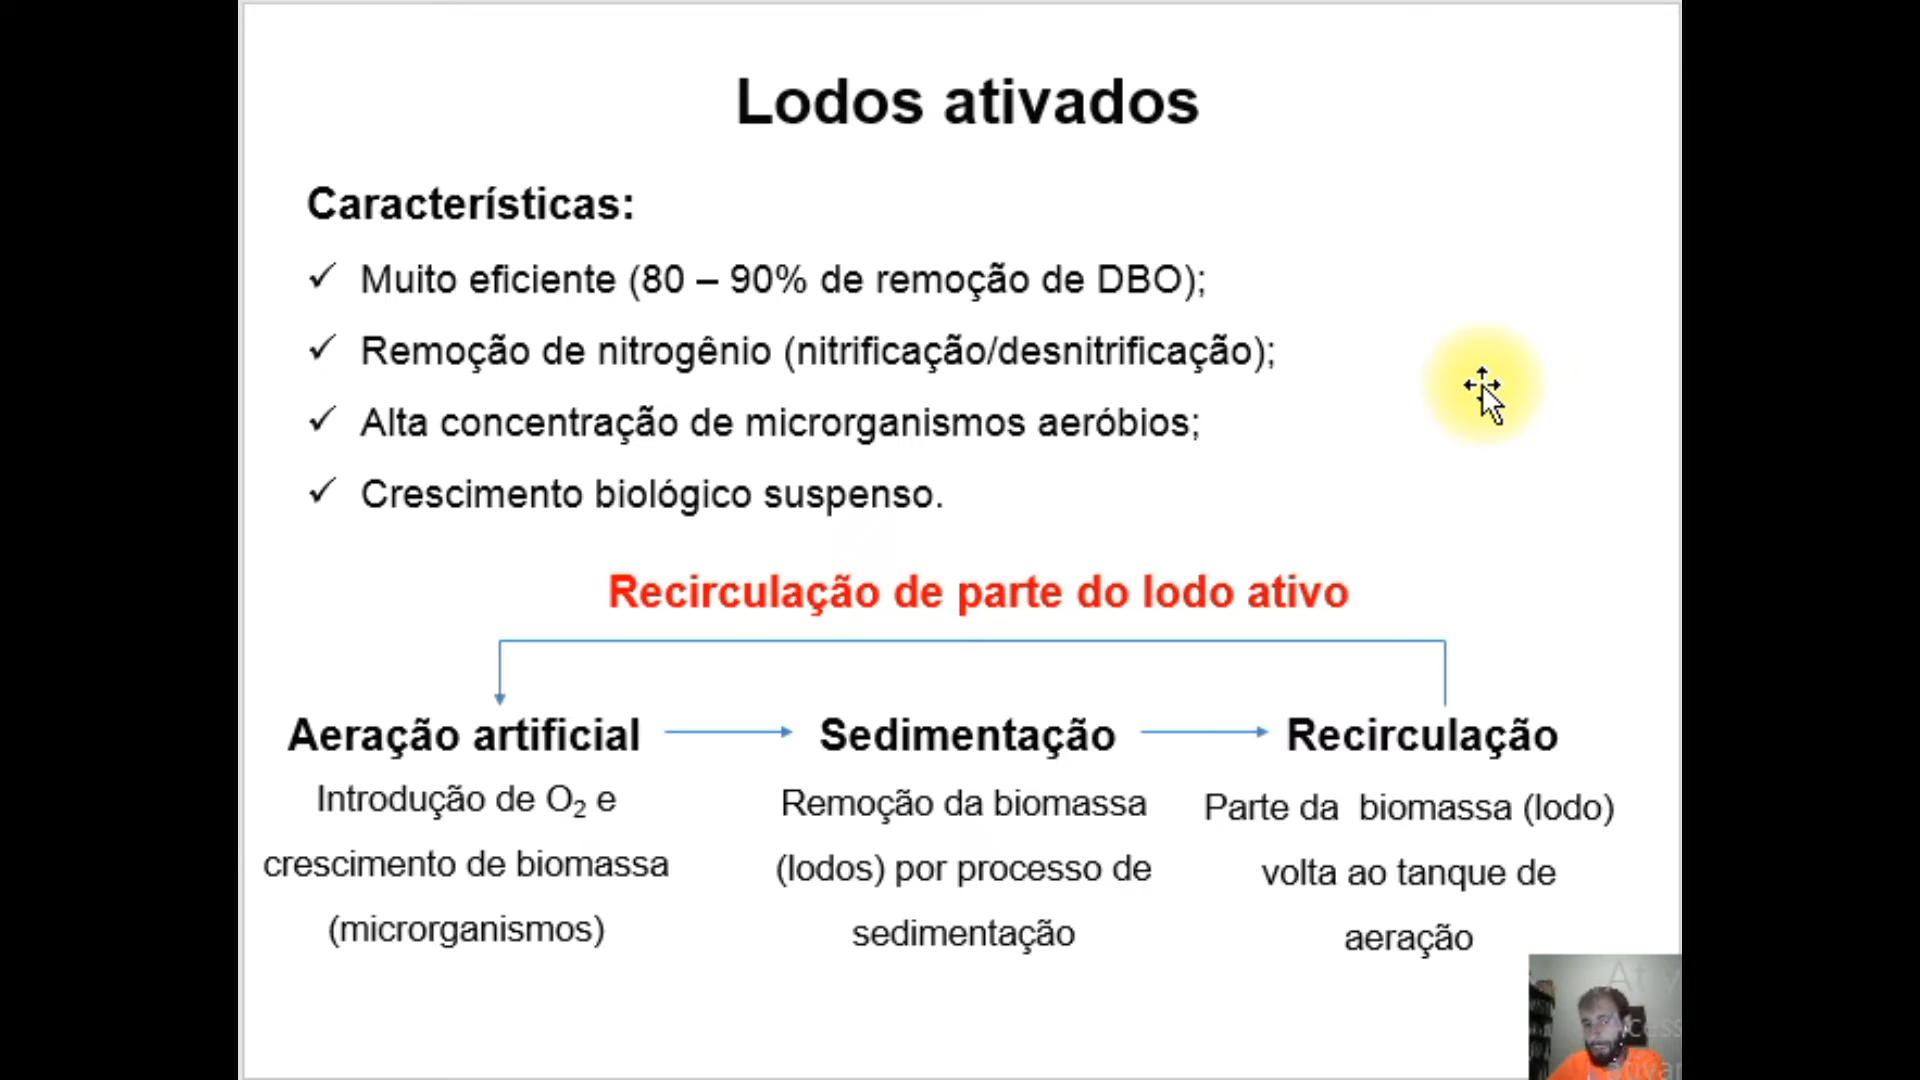 Lodos ativados
Características:
✓ Muito eficiente (80 – 90% de remoção de DBO);
✓ Remoção de nitrogênio (nitrificação/desnitrificação);
✓ Alta concentração de microrganismos aeróbios;
✓ Crescimento biológico suspenso.
Recirculação de parte do lodo ativo
Aeração artificial
Introdução de O₂ e
crescimento de biomassa
(microrganismos)
Sedimentação
Remoção da biomassa
(lodos) por processo de
sedimentação
Recirculação
Parte da biomassa (lodo)
volta ao tanque de
aeração